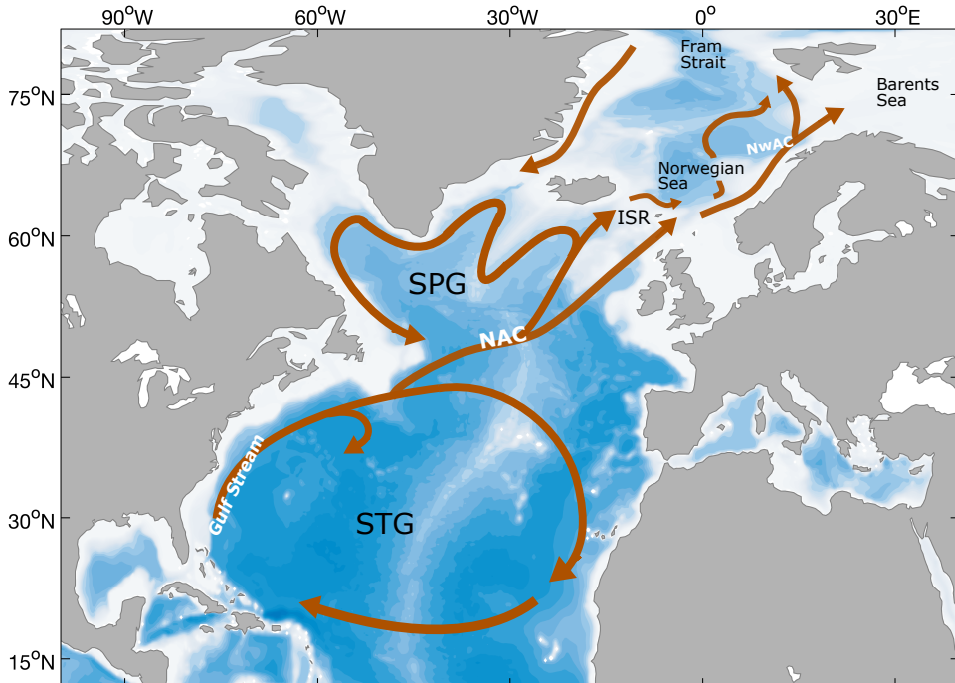 90°W
60°W
30°W
0°
30°E
75°N
60°N
45°N
30°N
15°N
Fram
Strait
Barents
Sea
NwAC
Norwegian
Sea
ISR
SPG
NAC
Gulf Stream
STG